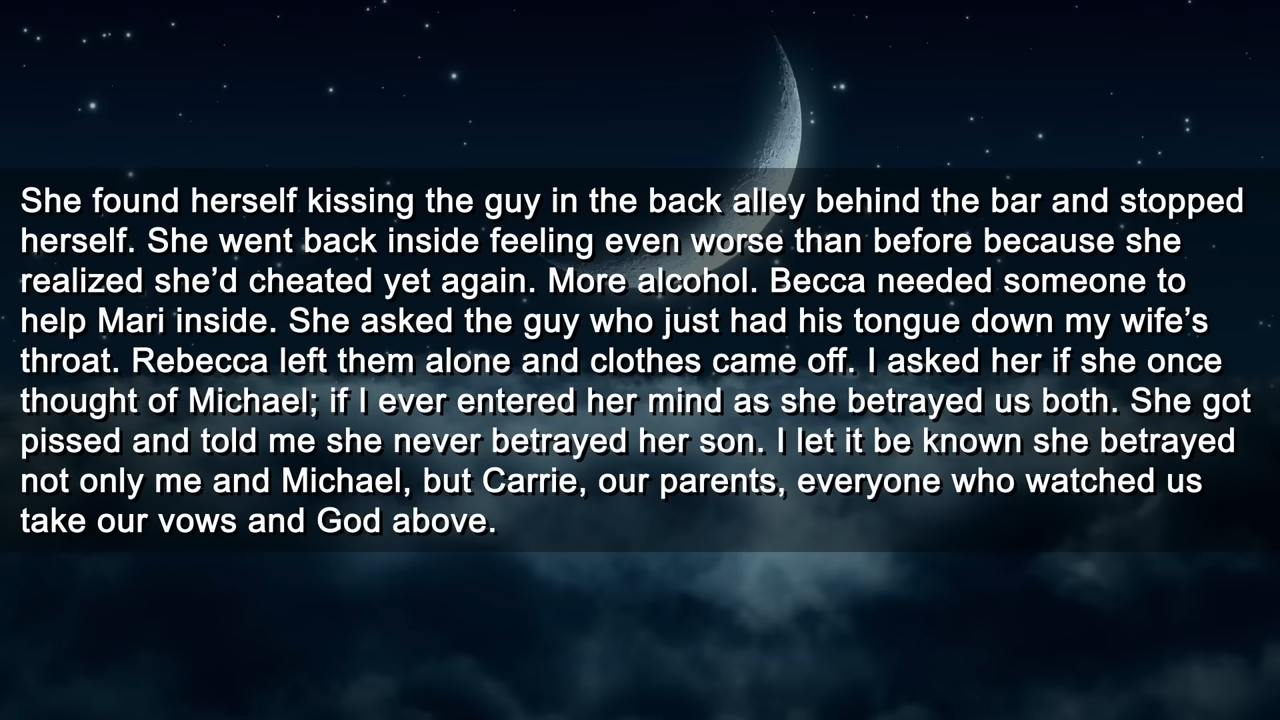 She found herself kissing the guy in the back alley behind the bar and stopped
herself. She went back inside feeling even worse than before because she
realized she’d cheated yet again. More alcohol. Becca needed someone to
help Mari inside. She asked the guy who just had his tongue down my wife’s
throat. Rebecca left them alone and clothes came off. I asked her if she once
thought of Michael; if I ever entered her mind as she betrayed us both. She got
pissed and told me she never betrayed her son. I let it be known she betrayed
not only me and Michael, but Carrie, our parents, everyone who watched us
take our vows and God above.